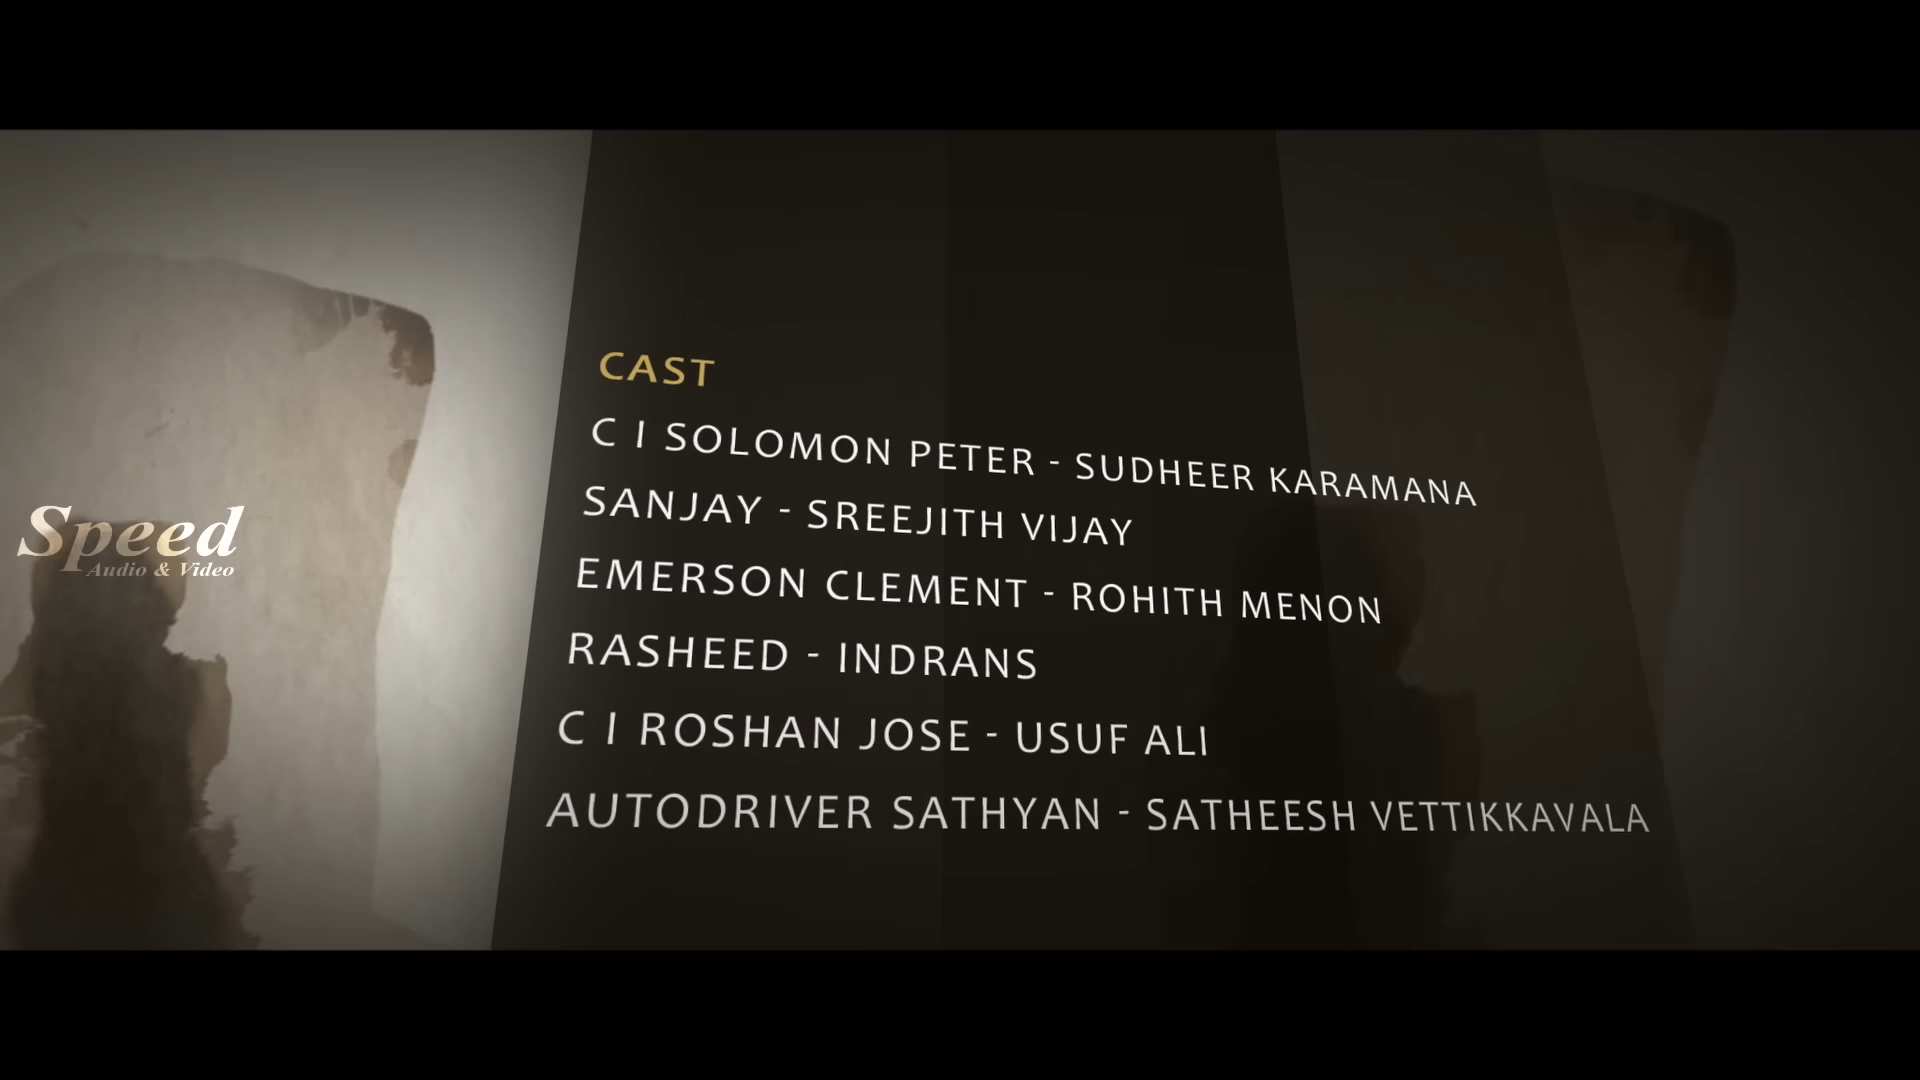 CAST
C I SOLOMON PETER - SUDHEER KARAMANA
SANJAY - SREEJITH VIJAY
EMERSON CLEMENT - ROHITH MENON
RASHEED - INDRANS
C I ROSHAN JOSE - USUF ALI
AUTODRIVER SATHYAN - SATHEESH VETTIKKAVALA
Speed
Audio & Video